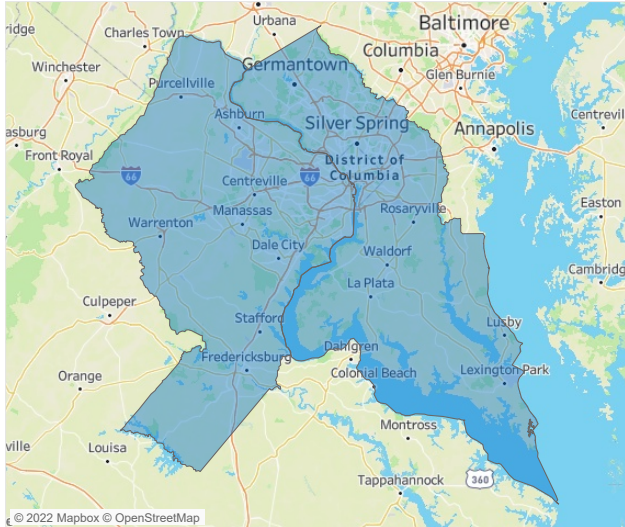 Urbana
Baltimore
ridge
Charles Town
Columbia
Winchester
Germantown
Glen Burnie
Purcellville
Ashburn
Silver Spring
Annapolis
Centrevil
asburg
Front Royal
District of
Columbia
66
66
Centreville
Manassas
Rosaryville
Easton
Warrenton
Dale City
Waldorf
Cambridg
La Plata
Culpeper
Stafford
Lusby
Dahlgren
Fredericksburg
Colonial Beach
Lexington Park
Orange
Montross
ville
Louisa
Tappahannock
360
© 2022 Mapbox © OpenStreetMap